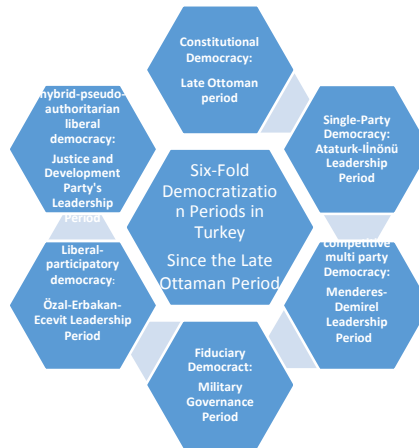 Constitutional
Democracy:
Late Ottoman
period
Single-Party
Democracy:
Ataturk-Iİnönü
Leadership
Period
competitive
multi party
Democracy:
Menderes-
Demirel
Leadership
Period
Fiduciary
Democract:
Military
Governance
Period
Liberal-
participatory
democracy:
Özal-Erbakan-
Ecevit Leadership
Period
hybrid-pseudo-
authoritarian
liberal
democracy:
Justice and
Development
Party's
Leadership
Period
Six-Fold
Democratizatio
n Periods in
Turkey
Since the Late
Ottaman Period